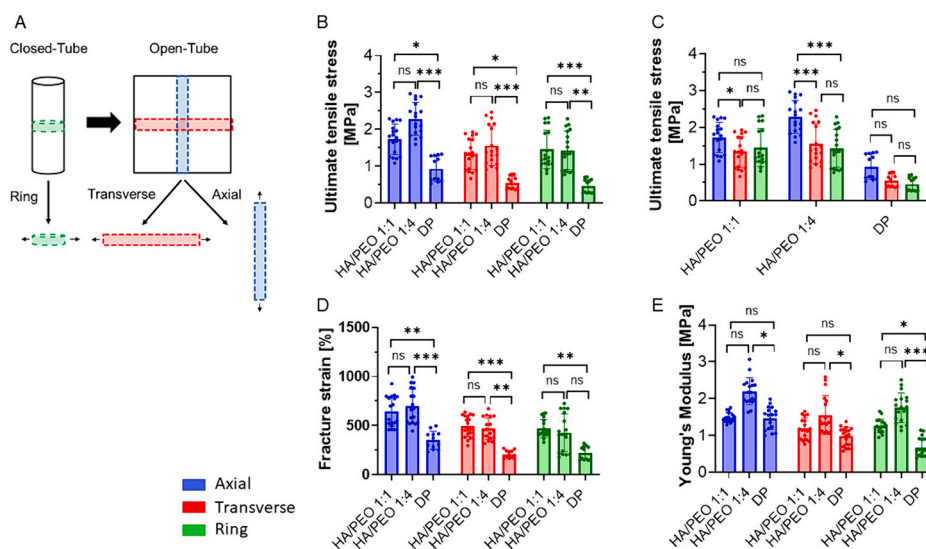 A
Closed-Tube
Open-Tube
Ring
Transverse
Axial
B
Ultimate tensile stress
[MPa]
4
3
2
1
0
*
ns
***
*
ns
***
***
ns
**
HA/PEO 1:1
HA/PEO 1:4
DP
HA/PEO 1:1
HA/PEO 1:4
DP
HA/PEO 1:1
HA/PEO 1:4
DP
C
Ultimate tensile stress
[MPa]
4
3
2
1
0
ns
*
ns
***
***
ns
ns
ns
ns
HA/PEO 1:1
HA/PEO 1:4
DP
D
Fracture strain [%]
1500
1000
500
0
**
ns
***
***
ns
**
**
ns
ns
HA/PEO 1:1
HA/PEO 1:4
DP
HA/PEO 1:1
HA/PEO 1:4
DP
HA/PEO 1:1
HA/PEO 1:4
DP
E
Young's Modulus [MPa]
4
3
2
1
0
ns
ns
*
ns
ns
*
*
ns
***
HA/PEO 1:1
HA/PEO 1:4
DP
HA/PEO 1:1
HA/PEO 1:4
DP
HA/PEO 1:1
HA/PEO 1:4
DP
Axial
Transverse
Ring